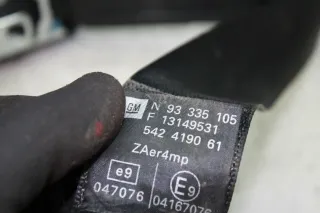 GM N 93 335 105
F 13149531
542 4190 61
ZAer4mp
e9 E9
047076 04167076